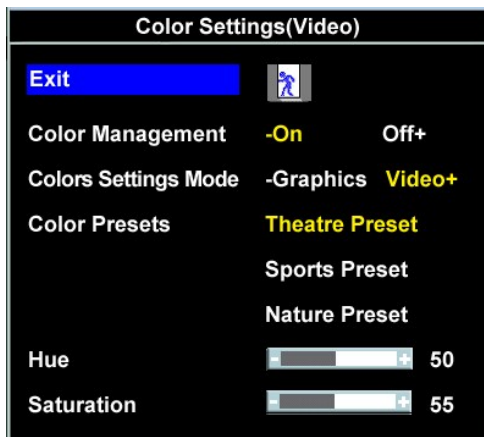 Color Settings(Video)
Exit
Color Management -On Off+
Colors Settings Mode -Graphics Video+
Color Presets Theatre Preset
Sports Preset
Nature Preset
Hue - + 50
Saturation - + 55